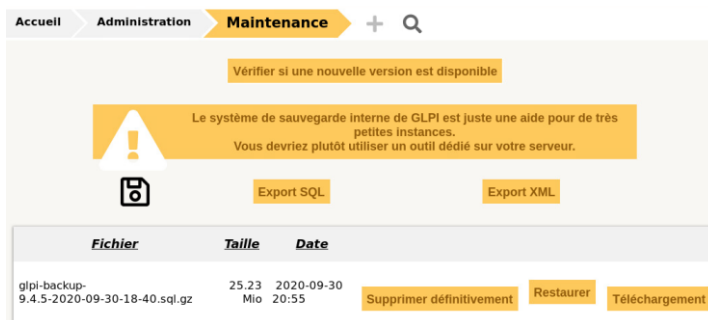 Accueil Administration Maintenance
Vérifier si une nouvelle version est disponible
Le système de sauvegarde interne de GLPI est juste une aide pour de très
petites instances.
Vous devriez plutôt utiliser un outil dédié sur votre serveur.
Export SQL Export XML
Fichier Taille Date
glpi-backup- 25.23 2020-09-30
9.4.5-2020-09-30-18-40.sql.gz Mio 20:55 Supprimer définitivement Restaurer Téléchargement